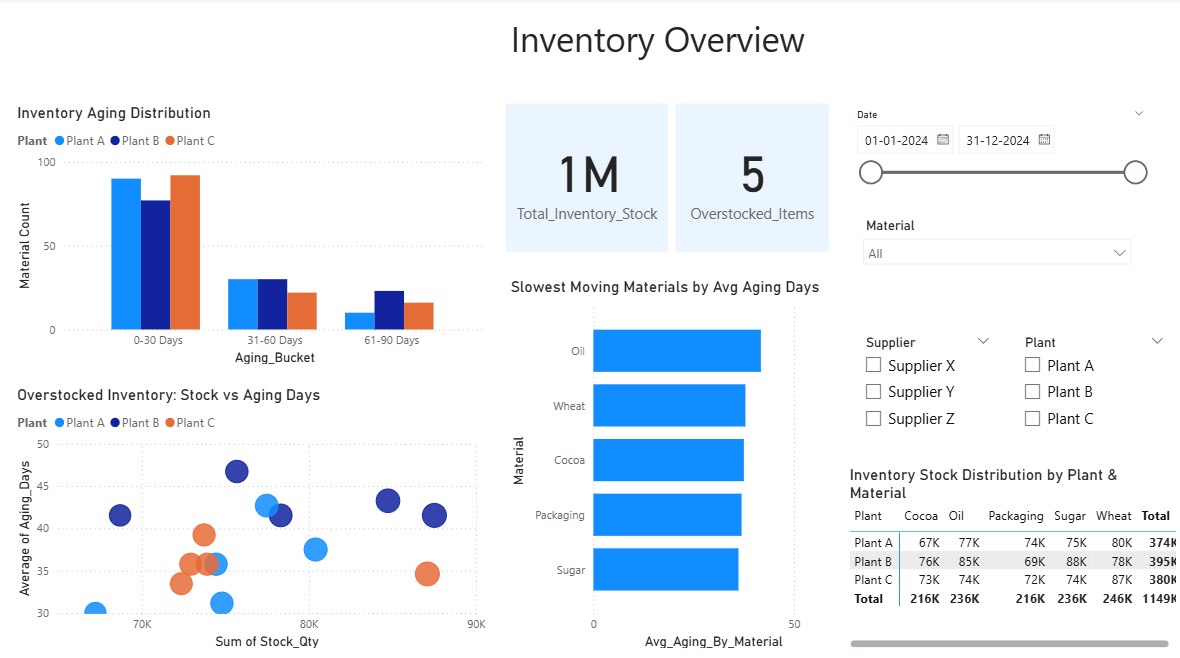 Inventory Overview
Inventory Aging Distribution
Plant Plant A Plant B Plant C
Material Count
100
50
0
0-30 Days 31-60 Days 61-90 Days
Aging_Bucket
1M
Total_Inventory_Stock
5
Overstocked_Items
Date
01-01-2024 31-12-2024
Material
All
Supplier
Supplier X
Supplier Y
Supplier Z
Plant
Plant A
Plant B
Plant C
Overstocked Inventory: Stock vs Aging Days
Plant Plant A Plant B Plant C
Average of Aging_Days
50
45
40
35
30
70K 80K 90K
Sum of Stock_Qty
Slowest Moving Materials by Avg Aging Days
Material
Oil
Wheat
Cocoa
Packaging
Sugar
0 50
Avg_Aging_By_Material
Inventory Stock Distribution by Plant &
Material
Plant Cocoa Oil Packaging Sugar Wheat Total
Plant A 67K 77K 74K 75K 80K 374K
Plant B 76K 85K 69K 88K 78K 395K
Plant C 73K 74K 72K 74K 87K 380K
Total 216K 236K 216K 236K 246K 1149K